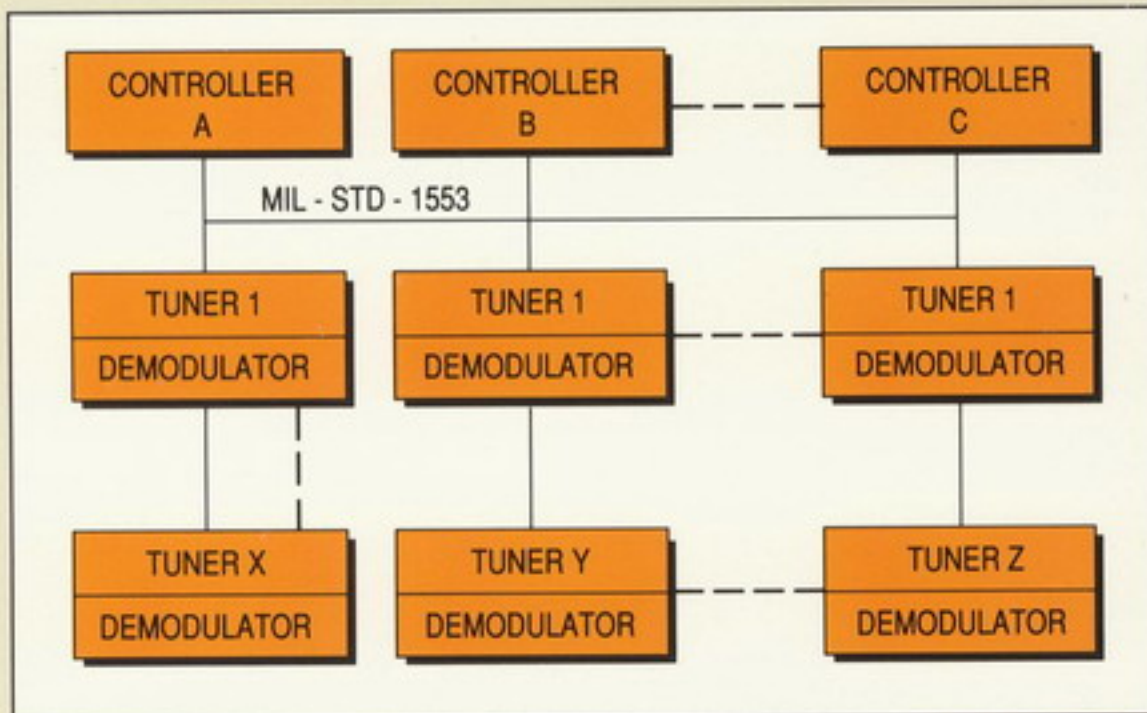 CONTROLLER
A
CONTROLLER
B
CONTROLLER
C
MIL - STD - 1553
TUNER 1
DEMODULATOR
TUNER 1
DEMODULATOR
TUNER 1
DEMODULATOR
TUNER X
DEMODULATOR
TUNER Y
DEMODULATOR
TUNER Z
DEMODULATOR